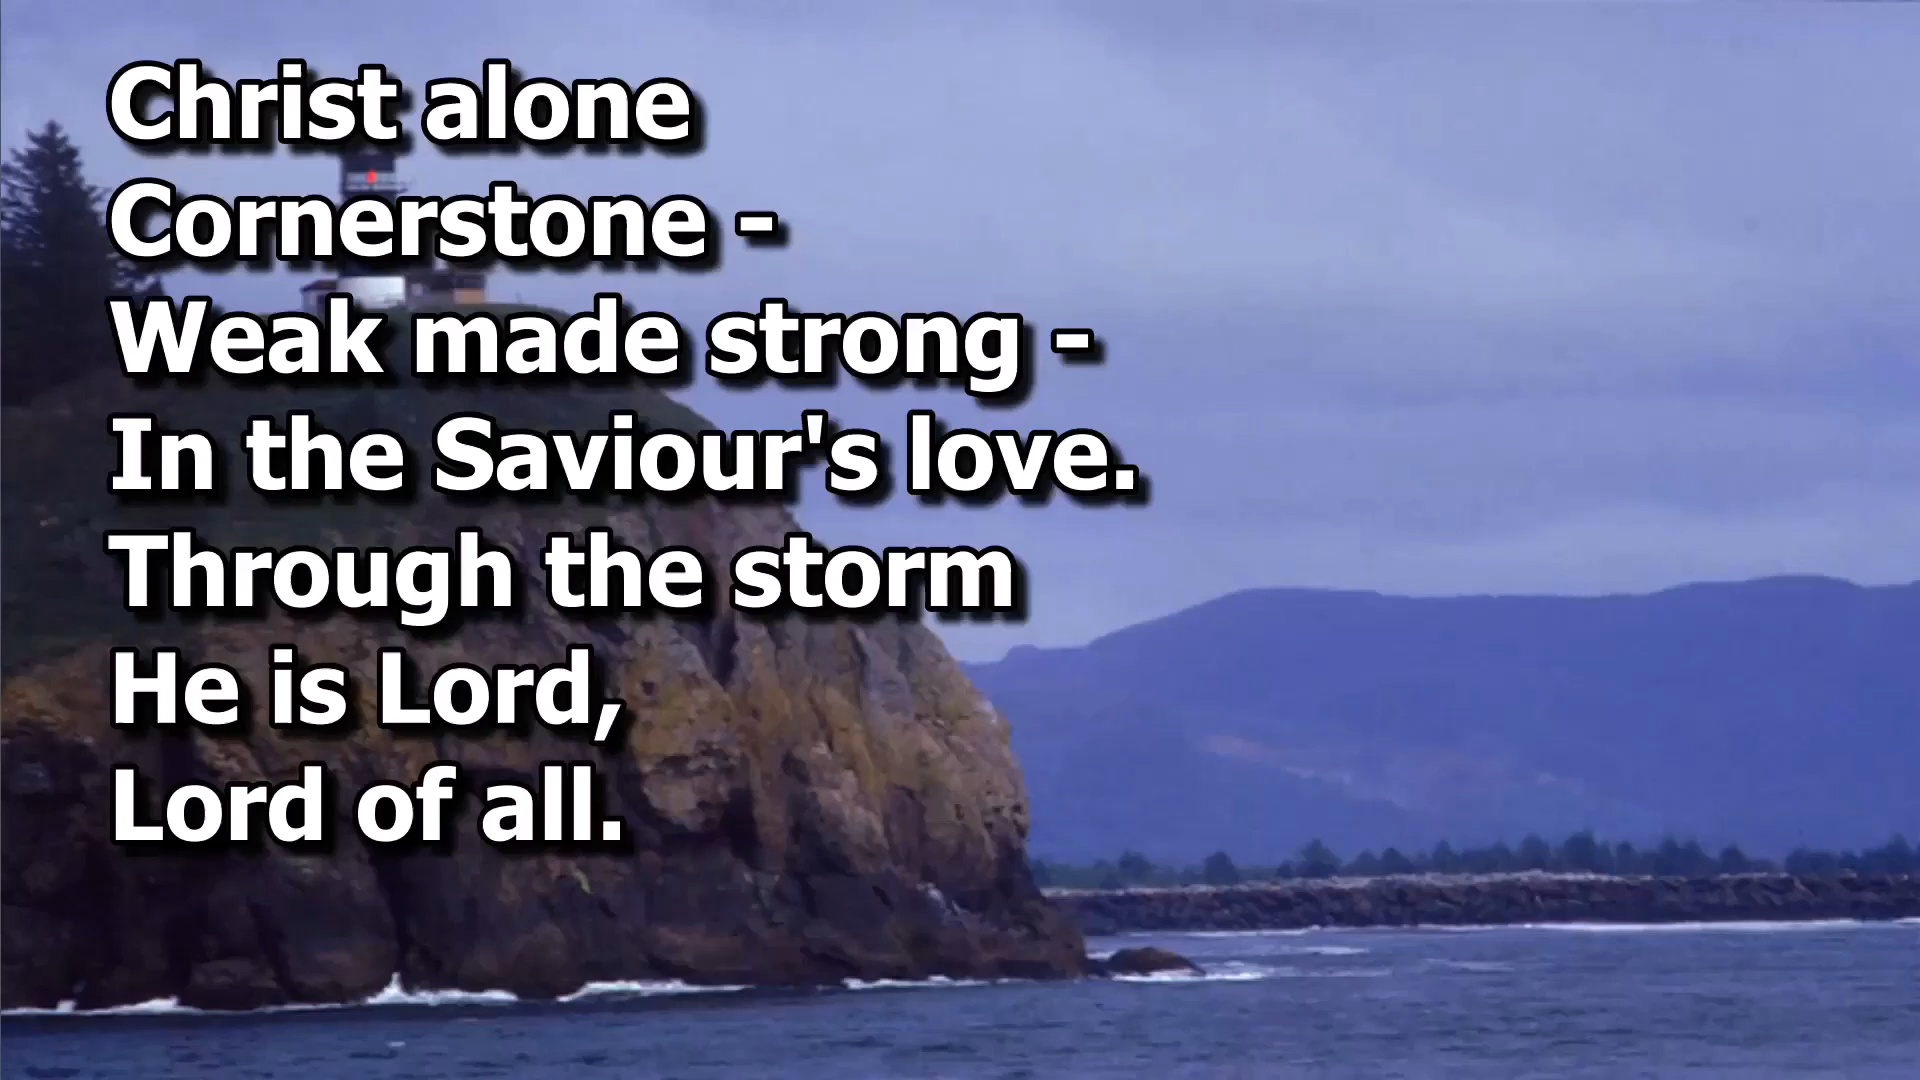 Christ alone
Cornerstone -
Weak made strong -
In the Saviour's love.
Through the storm
He is Lord,
Lord of all.